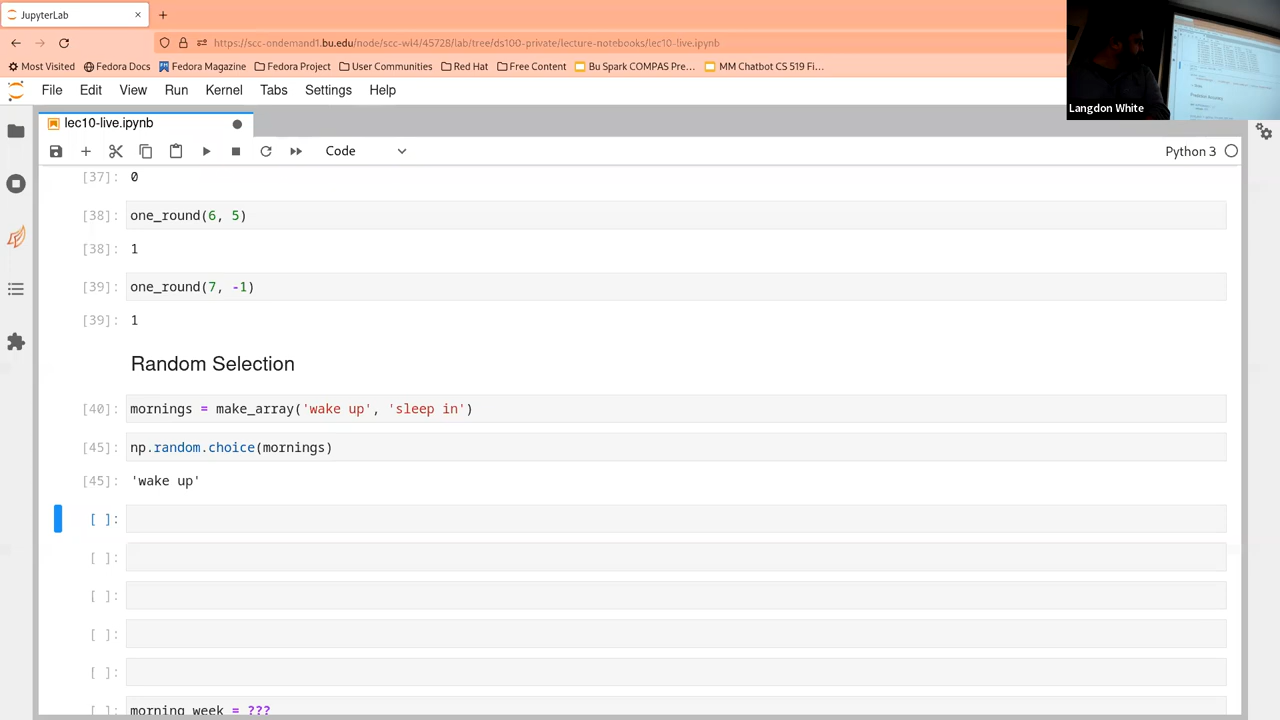 JupyterLab
https://scc-ondemand1.bu.edu/node/scc-wi4/45728/lab/tree/ds100-private/lecture-notebooks/lec10-live.ipynb
Most Visited Fedora Docs Fedora Magazine Fedora Project User Communities Red Hat Free Content Bu Spark COMPAS Pre... MM Chatbot CS 519 Fi...
Langdon White
File Edit View Run Kernel Tabs Settings Help
lec10-live.ipynb
Code Python 3
[37]: 0
[38]: one_round(6, 5)
[38]: 1
[39]: one_round(7, -1)
[39]: 1
Random Selection
[40]: mornings = make_array('wake up', 'sleep in')
[45]: np.random.choice(mornings)
[45]: 'wake up'
[ ]:
[ ]:
[ ]:
[ ]:
[ ]:
[ ]: morning_week = ???